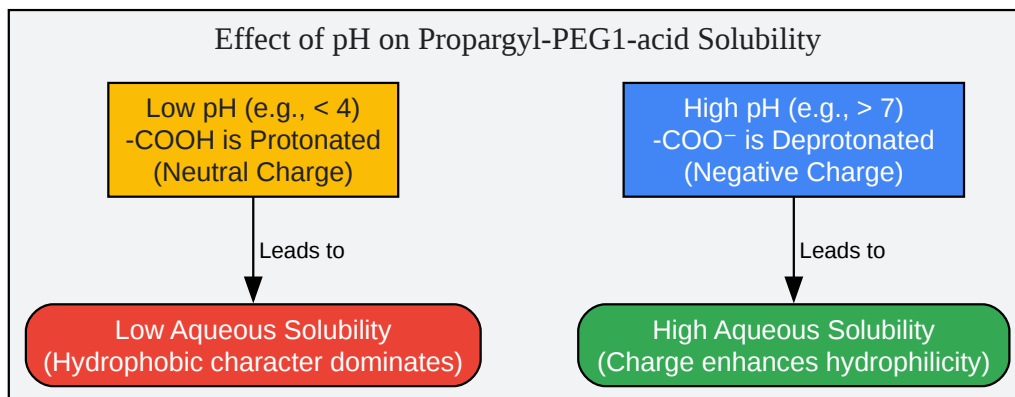 Effect of pH on Propargyl-PEG1-acid Solubility
Low pH (e.g., < 4)
-COOH is Protonated
(Neutral Charge)
High pH (e.g., > 7)
-COO⁻ is Deprotonated
(Negative Charge)
Leads to
Leads to
Low Aqueous Solubility
(Hydrophobic character dominates)
High Aqueous Solubility
(Charge enhances hydrophilicity)